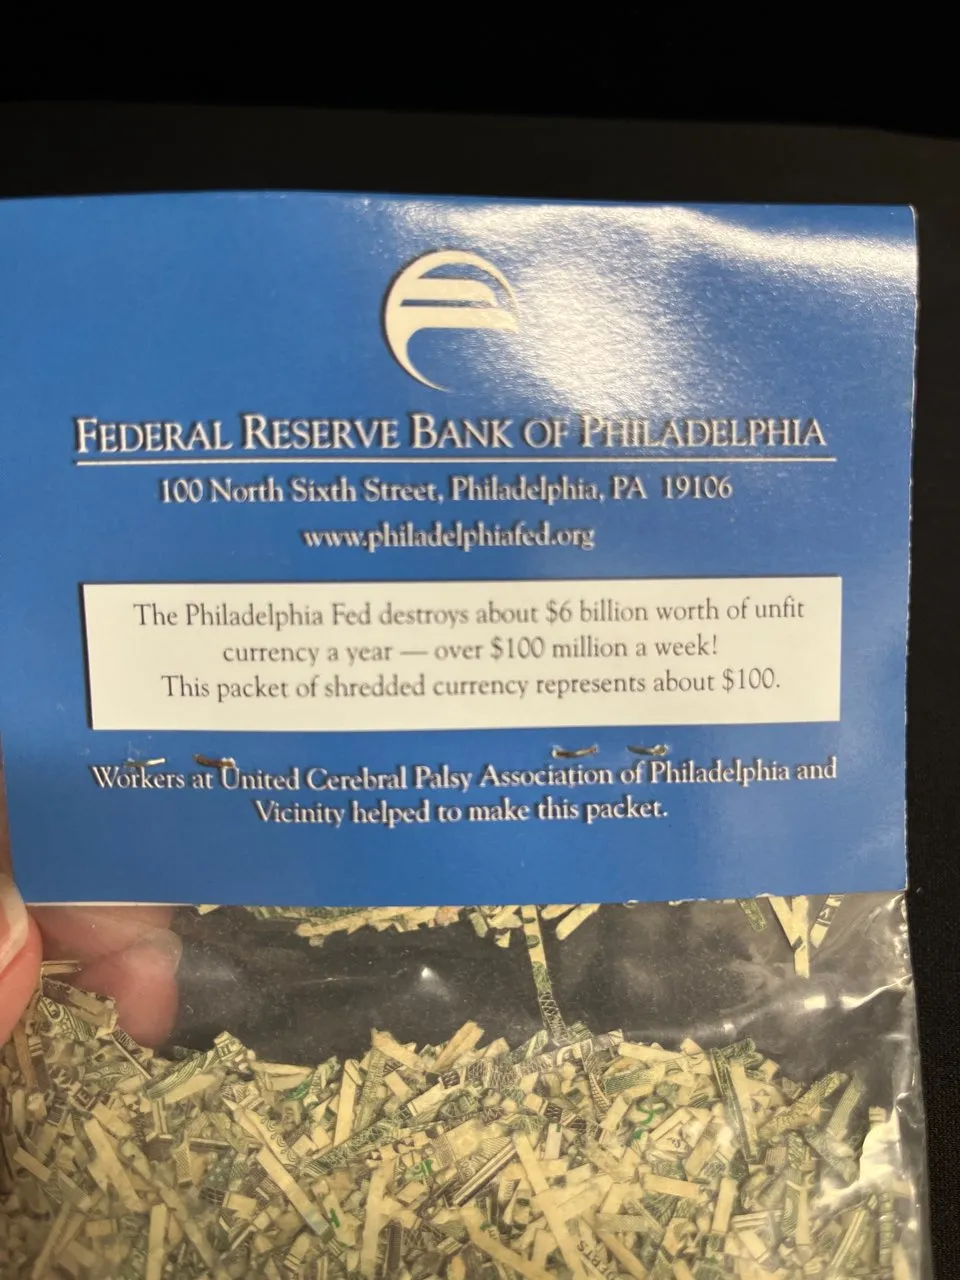 FEDERAL RESERVE BANK OF PHILADELPHIA
100 North Sixth Street, Philadelphia, PA 19106
www.philadelphiafed.org
The Philadelphia Fed destroys about $6 billion worth of unfit
currency a year — over $100 million a week!
This packet of shredded currency represents about $100.
Workers at United Cerebral Palsy Association of Philadelphia and
Vicinity helped to make this packet.